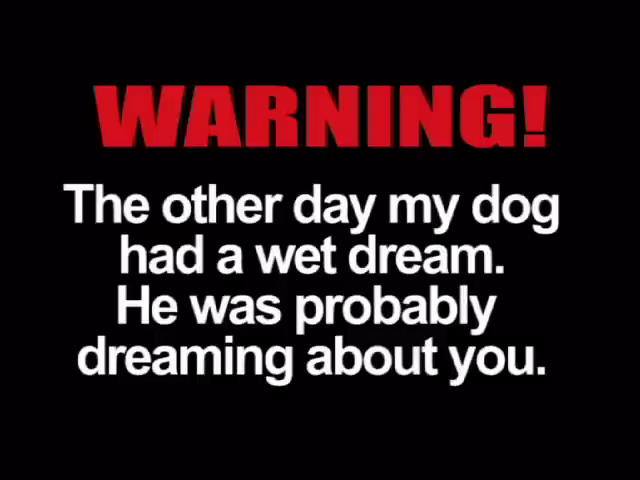 WARNING!
The other day my dog
had a wet dream.
He was probably
dreaming about you.